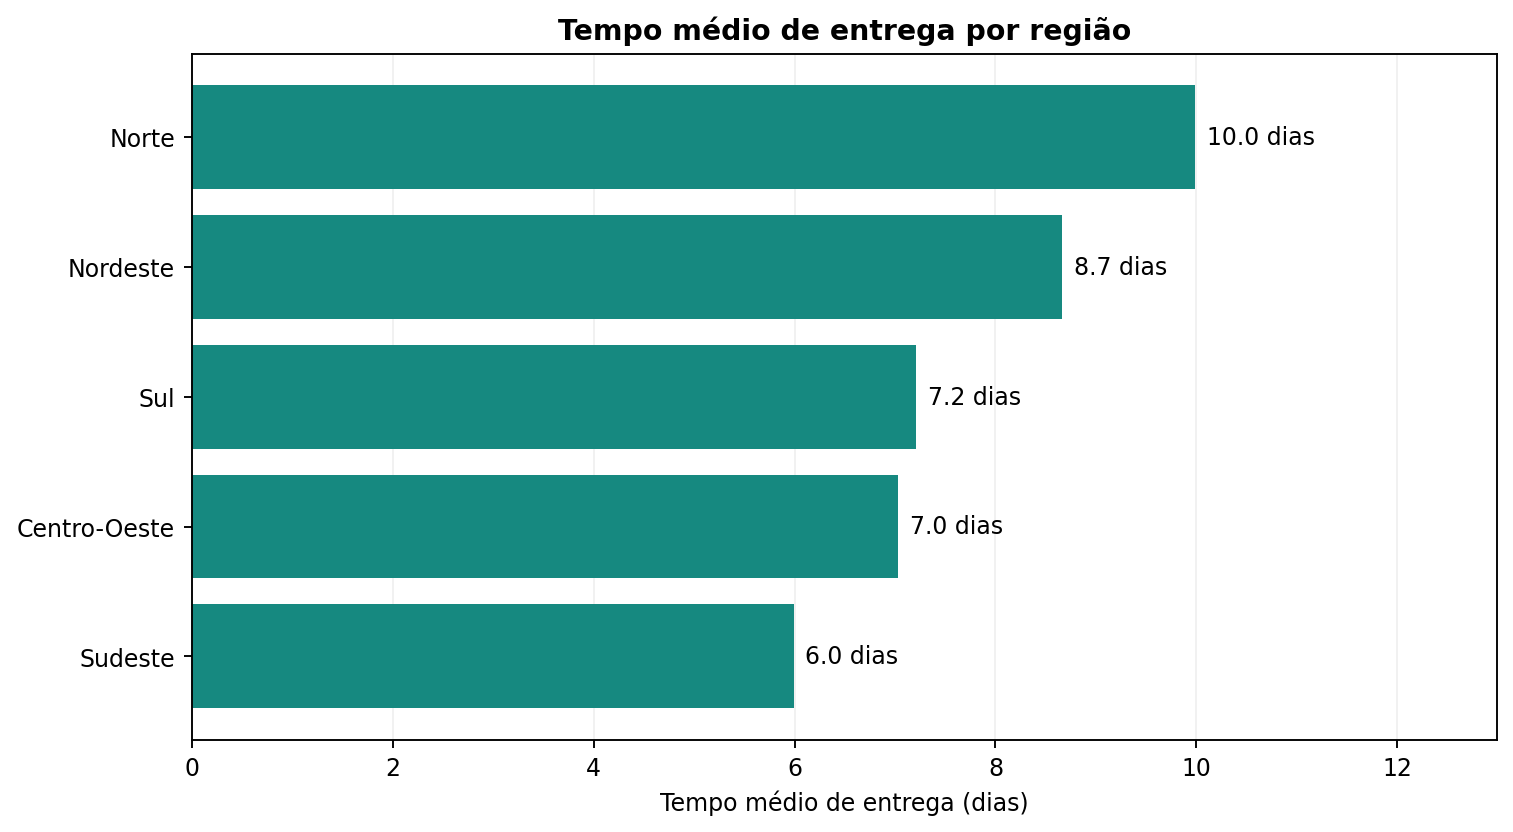 Tempo médio de entrega por região
Norte
10.0 dias
Nordeste
8.7 dias
Sul
7.2 dias
Centro-Oeste
7.0 dias
Sudeste
6.0 dias
0 2 4 6 8 10 12
Tempo médio de entrega (dias)